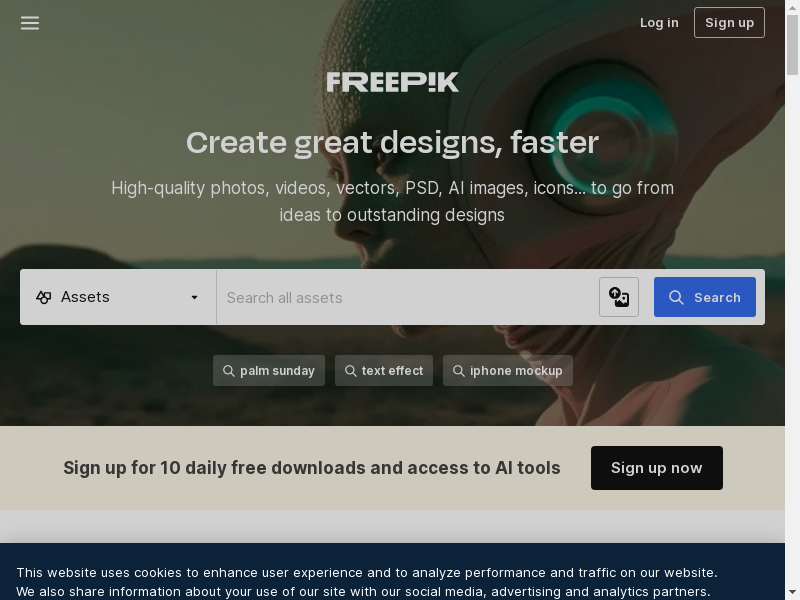 Log in
Sign up
FREEPIK
Create great designs, faster
High-quality photos, videos, vectors, PSD, AI images, icons... to go from
ideas to outstanding designs
Assets
Search all assets
Search
palm sunday
text effect
iphone mockup
Sign up for 10 daily free downloads and access to AI tools
Sign up now
This website uses cookies to enhance user experience and to analyze performance and traffic on our website.
We also share information about your use of our site with our social media, advertising and analytics partners.